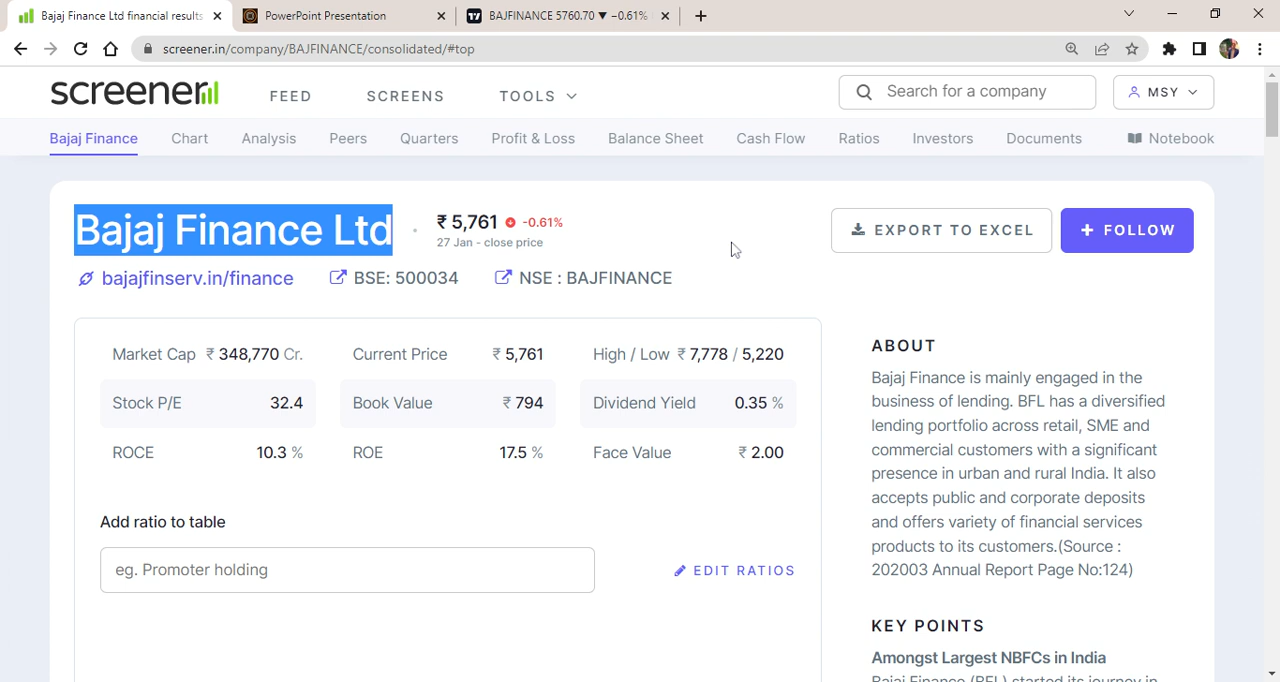 Bajaj Finance Ltd financial results
PowerPoint Presentation
BAJFINANCE 5760.70 ▼ −0.61%
screener.in/company/BAJFINANCE/consolidated/#top
screener
FEED
SCREENS
TOOLS
Search for a company
MSY
Bajaj Finance
Chart
Analysis
Peers
Quarters
Profit & Loss
Balance Sheet
Cash Flow
Ratios
Investors
Documents
Notebook
Bajaj Finance Ltd
₹ 5,761 -0.61%
27 Jan - close price
EXPORT TO EXCEL
+ FOLLOW
bajajfinserv.in/finance
BSE: 500034
NSE : BAJFINANCE
Market Cap ₹ 348,770 Cr.
Current Price ₹ 5,761
High / Low ₹ 7,778 / 5,220
Stock P/E 32.4
Book Value ₹ 794
Dividend Yield 0.35 %
ROCE 10.3 %
ROE 17.5 %
Face Value ₹ 2.00
Add ratio to table
eg. Promoter holding
EDIT RATIOS
ABOUT
Bajaj Finance is mainly engaged in the
business of lending. BFL has a diversified
lending portfolio across retail, SME and
commercial customers with a significant
presence in urban and rural India. It also
accepts public and corporate deposits
and offers variety of financial services
products to its customers.(Source :
202003 Annual Report Page No:124)
KEY POINTS
Amongst Largest NBFCs in India
Bajaj Finance (BFL) started its journey in